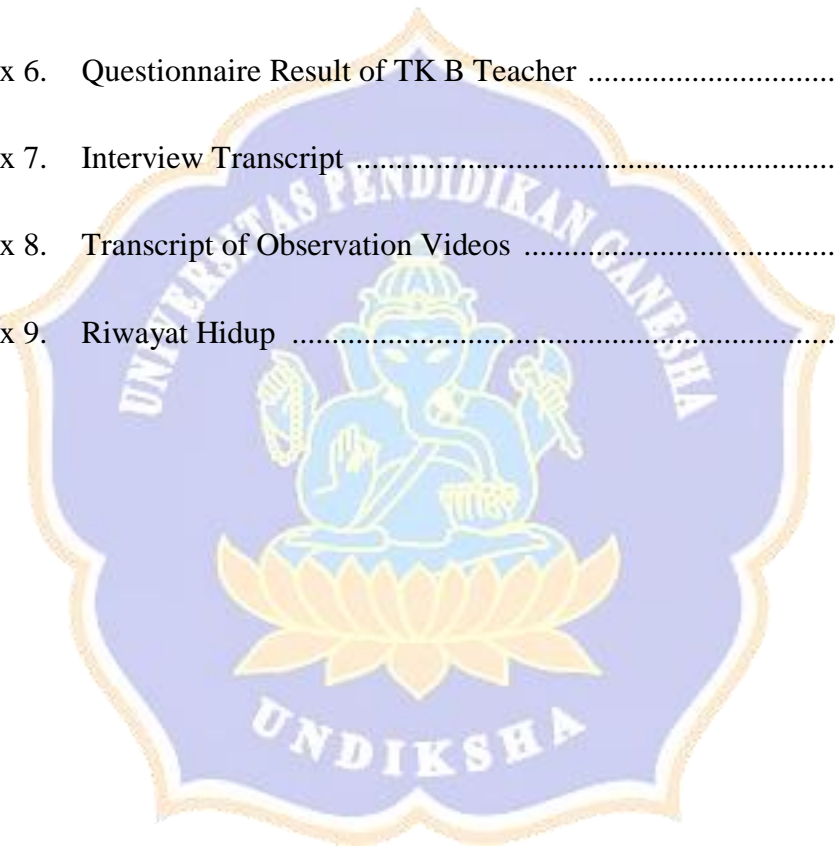 x 6. Questionnaire Result of TK B Teacher ..............................
x 7. Interview Transcript ..........................................................
x 8. Transcript of Observation Videos ..................................
x 9. Riwayat Hidup ..................................................................
UNIVERSITAS PENDIDIKAN GANESHA
UNDIKSHA